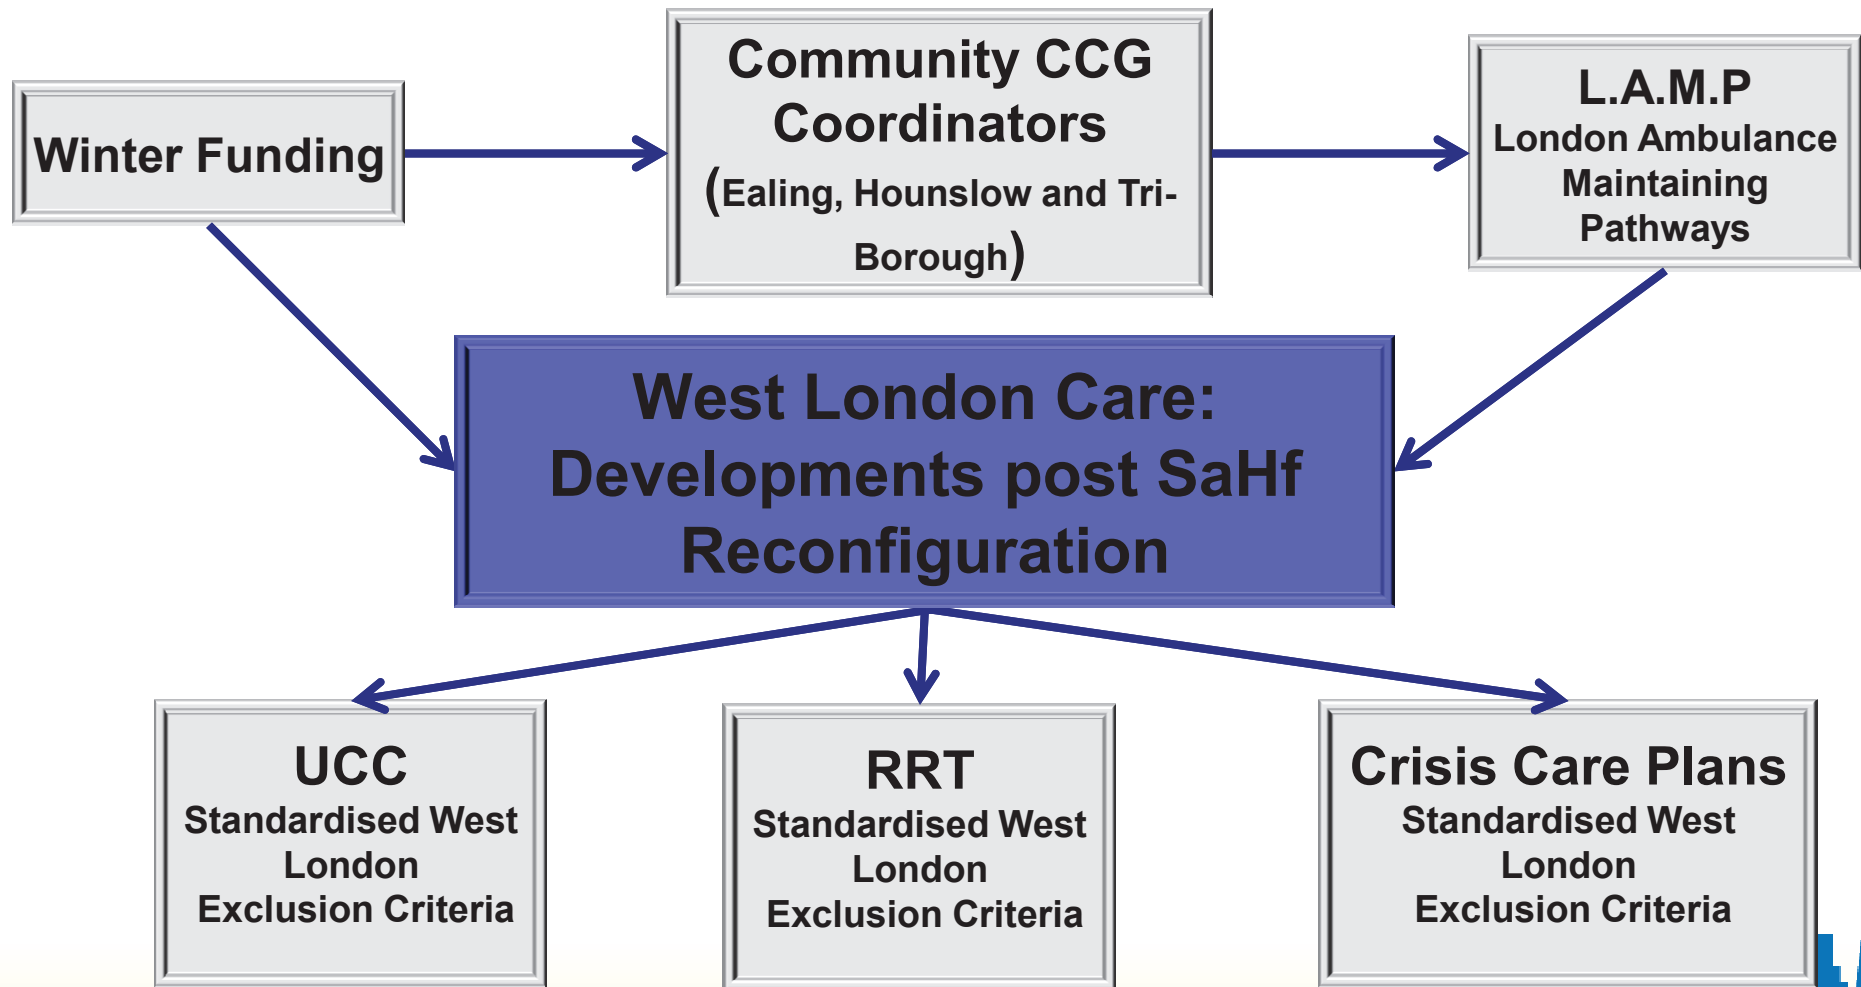 Winter Funding
Community CCG
Coordinators
(Ealing, Hounslow and Tri-
Borough)
L.A.M.P
London Ambulance
Maintaining
Pathways
West London Care:
Developments post SaHf
Reconfiguration
UCC
Standardised West
London
Exclusion Criteria
RRT
Standardised West
London
Exclusion Criteria
Crisis Care Plans
Standardised West
London
Exclusion Criteria